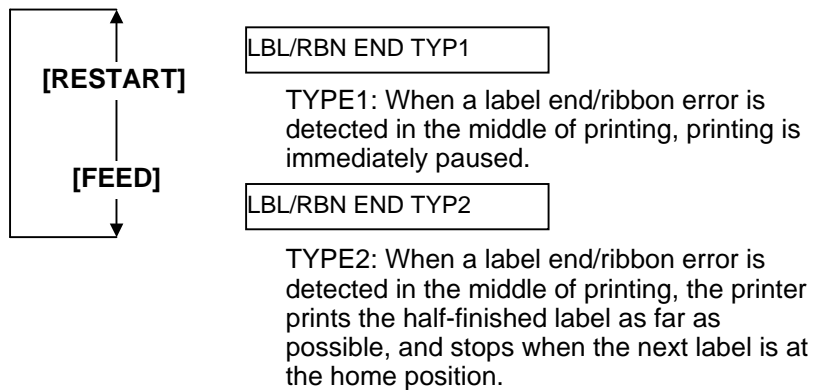 [RESTART]
[FEED]
LBL/RBN END TYP1
TYPE1: When a label end/ribbon error is
detected in the middle of printing, printing is
immediately paused.
LBL/RBN END TYP2
TYPE2: When a label end/ribbon error is
detected in the middle of printing, the printer
prints the half-finished label as far as
possible, and stops when the next label is at
the home position.